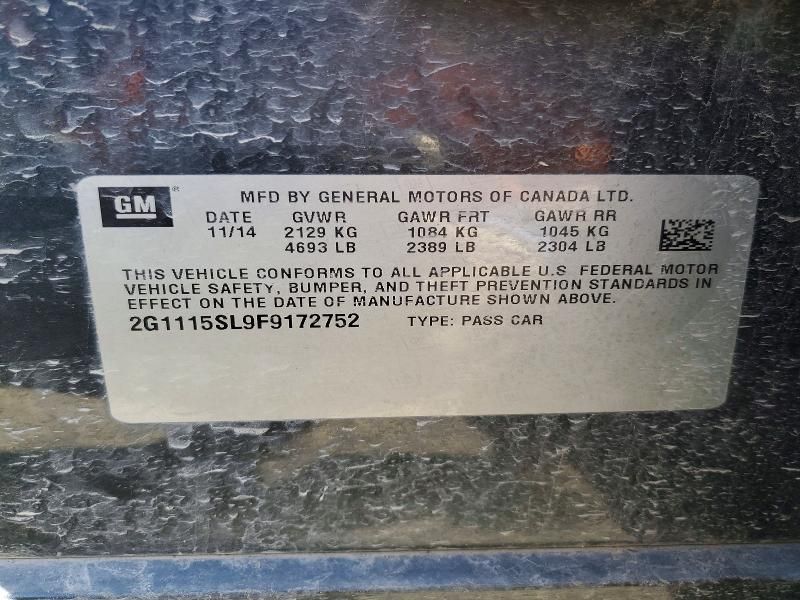 GM®
MFD BY GENERAL MOTORS OF CANADA LTD.
DATE GVWR GAWR FRT GAWR RR
11/14 2129 KG 1084 KG 1045 KG
4693 LB 2389 LB 2304 LB
THIS VEHICLE CONFORMS TO ALL APPLICABLE U.S. FEDERAL MOTOR
VEHICLE SAFETY, BUMPER, AND THEFT PREVENTION STANDARDS IN
EFFECT ON THE DATE OF MANUFACTURE SHOWN ABOVE.
2G1115SL9F9172752 TYPE: PASS CAR